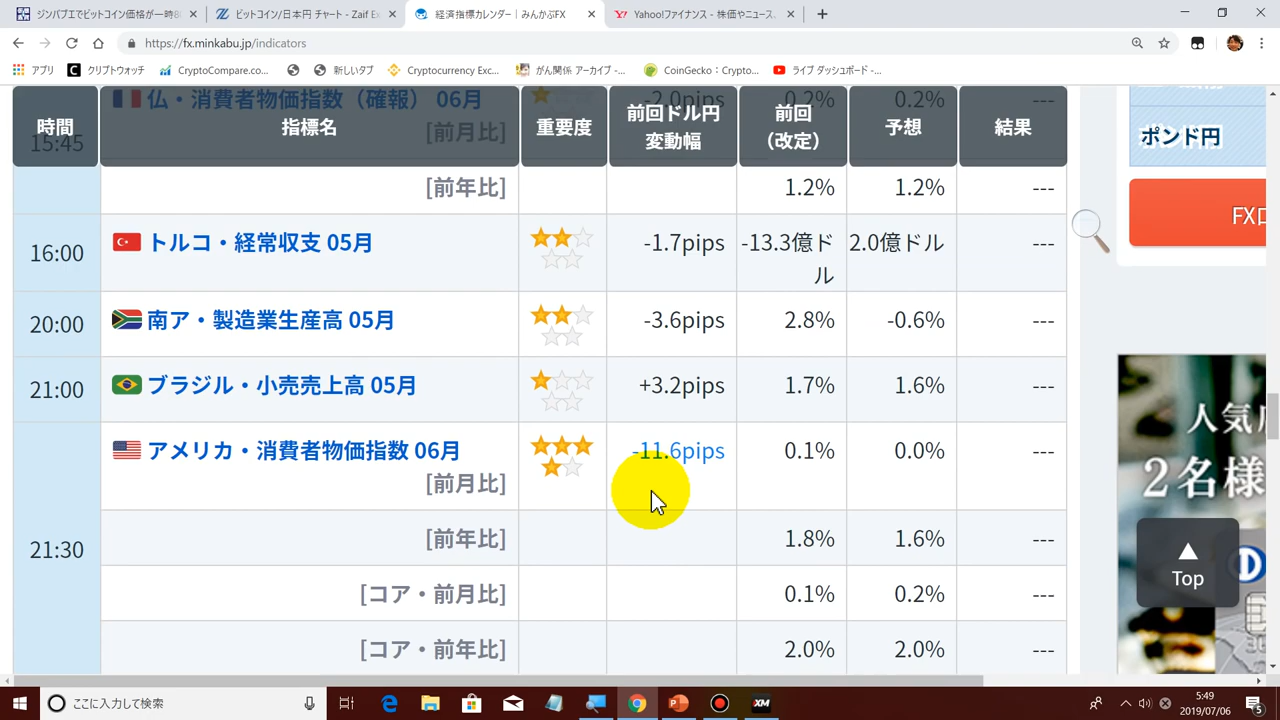 ジンバブエでビットコイン価格が一時8
ビットコイン/日本円 チャート - Zaif Ex
経済指標カレンダー｜みんかぶFX
Yahoo!ファイナンス - 株価やニュース、
https://fx.minkabu.jp/indicators
アプリ
クリプトウォッチ
CryptoCompare.co...
新しいタブ
Cryptocurrency Exc...
がん関係 アーカイブ -...
CoinGecko：Crypto...
ライブ ダッシュボード -...
仏・消費者物価指数（確報） 06月
-2.0pips
0.2%
0.2%
---
15:45
[前月比]
時間
指標名
重要度
前回ドル円
変動幅
前回
（改定）
予想
結果
[前年比]
1.2%
1.2%
---
16:00
トルコ・経常収支 05月
-1.7pips
-13.3億ド
ル
2.0億ドル
---
20:00
南ア・製造業生産高 05月
-3.6pips
2.8%
-0.6%
---
21:00
ブラジル・小売売上高 05月
+3.2pips
1.7%
1.6%
---
21:30
アメリカ・消費者物価指数 06月
[前月比]
-11.6pips
0.1%
0.0%
---
[前年比]
1.8%
1.6%
---
[コア・前月比]
0.1%
0.2%
---
[コア・前年比]
2.0%
2.0%
---
ポンド円
FX口
人気
2名様
Top
ここに入力して検索
XM
5:49
2019/07/06
5